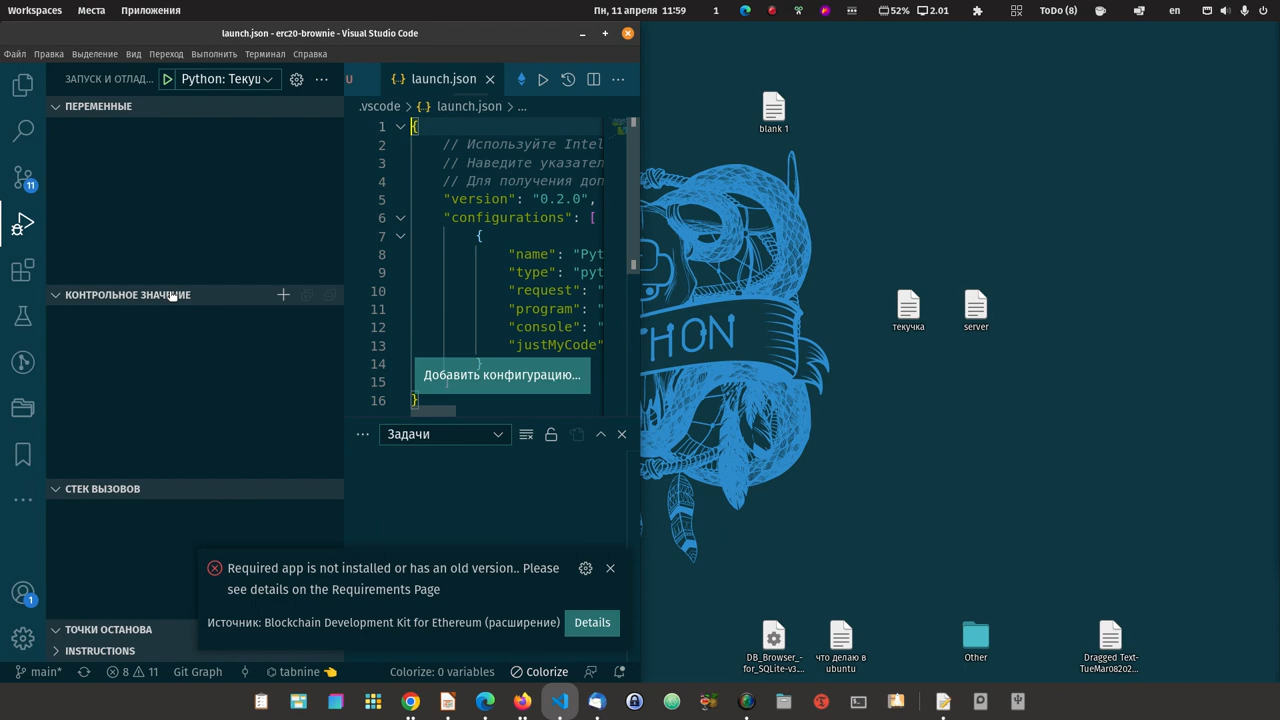 Workspaces Места Приложения
Пн, 11 апреля 11:59
1
52% 2.01
ToDo (8)
en
launch.json - erc20-brownie - Visual Studio Code
Файл Правка Выделение Вид Переход Выполнить Терминал Справка
ЗАПУСК И ОТЛАД... Python: Текуц
U
launch.json
ПЕРЕМЕННЫЕ
.vscode > {} launch.json > ...
1 {
2 // Используйте Intel
3 // Наведите указател
4 // Для получения доп
5 "version": "0.2.0",
6 "configurations": [
7 {
8 "name": "Pyt
9 "type": "pyt
10 "request": "
11 "program": "
12 "console": "
13 "justMyCode"
14 }
15 ]
16 }
Добавить конфигурацию...
11
КОНТРОЛЬНОЕ ЗНАЧЕНИЕ
Задачи
СТЕК ВЫЗОВОВ
Required app is not installed or has an old version.. Please
see details on the Requirements Page
Источник: Blockchain Development Kit for Ethereum (расширение)
Details
1
ТОЧКИ ОСТАНОВА
INSTRUCTIONS
main* 8 11 Git Graph tabnine Colorize: 0 variables Colorize
blank 1
текучка
server
THON
DB_Browser_-
for_SQLite-v3....
что делаю в
ubuntu
Other
Dragged Text-
TueMar08202...